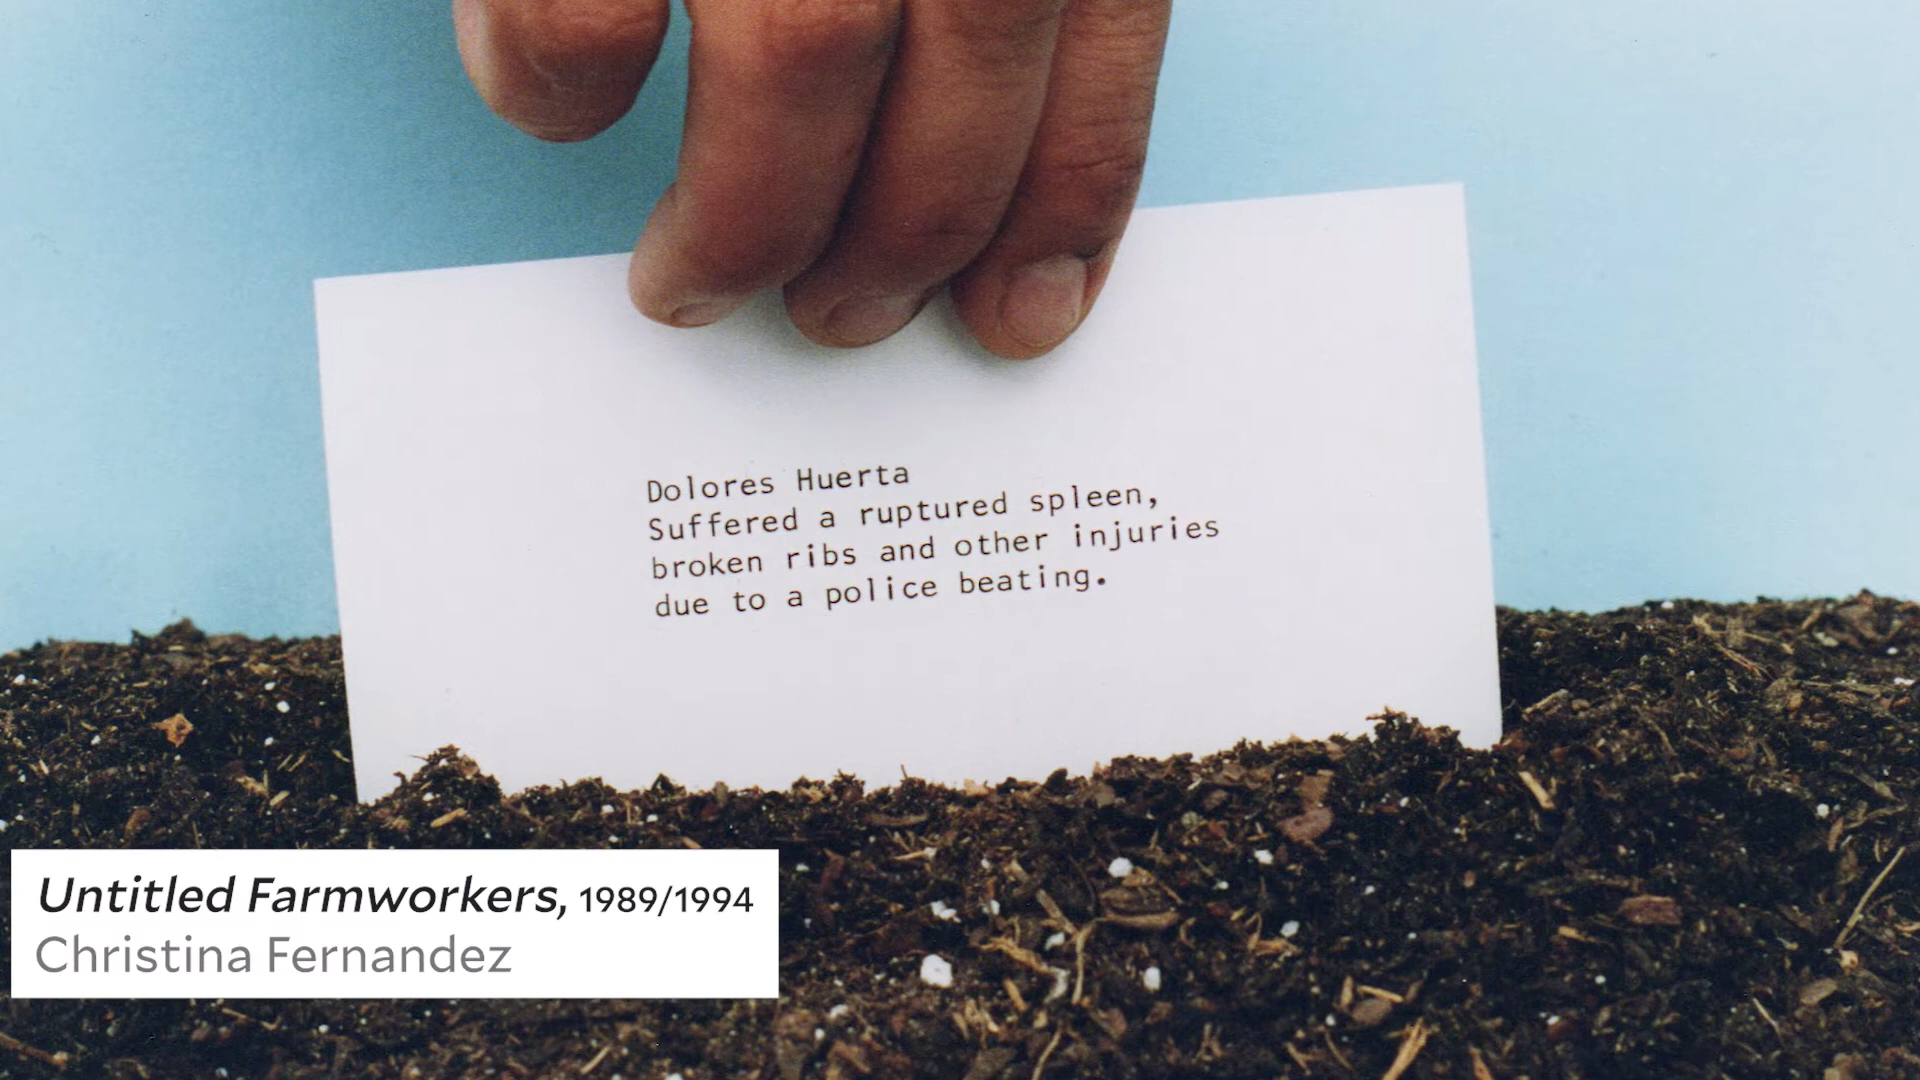 Dolores Huerta
Suffered a ruptured spleen,
broken ribs and other injuries
due to a police beating.
Untitled Farmworkers, 1989/1994
Christina Fernandez